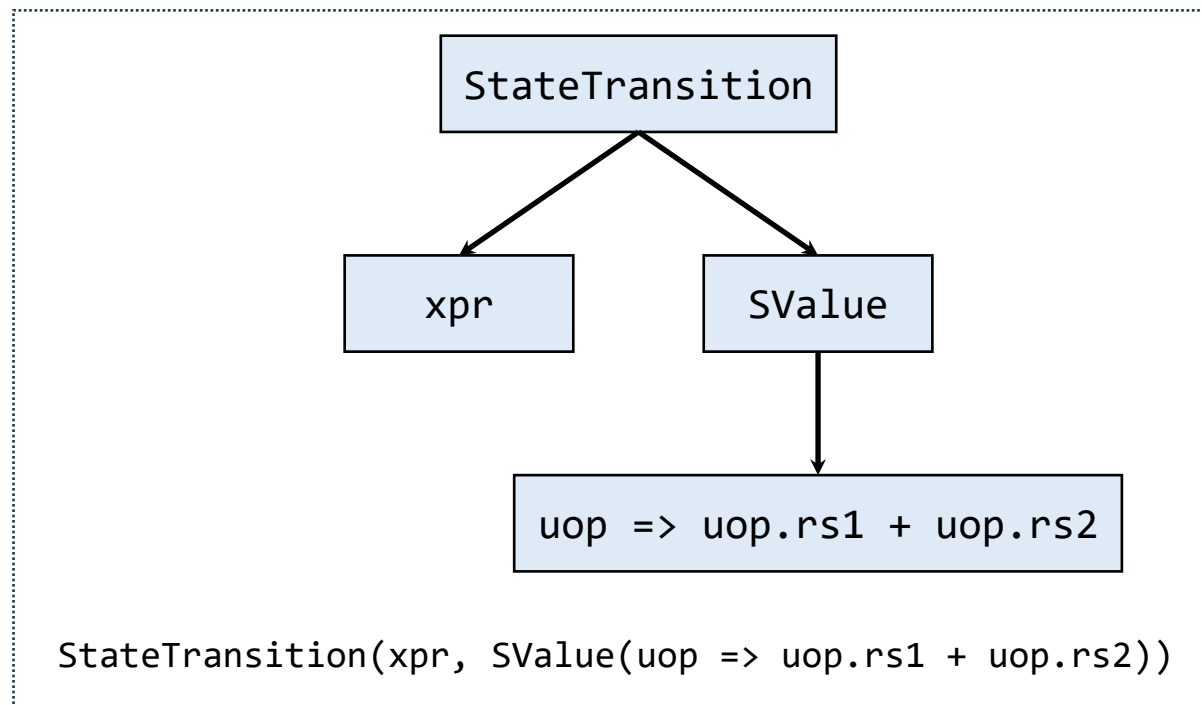 StateTransition
xpr SValue
uop => uop.rs1 + uop.rs2
StateTransition(xpr, SValue(uop => uop.rs1 + uop.rs2))